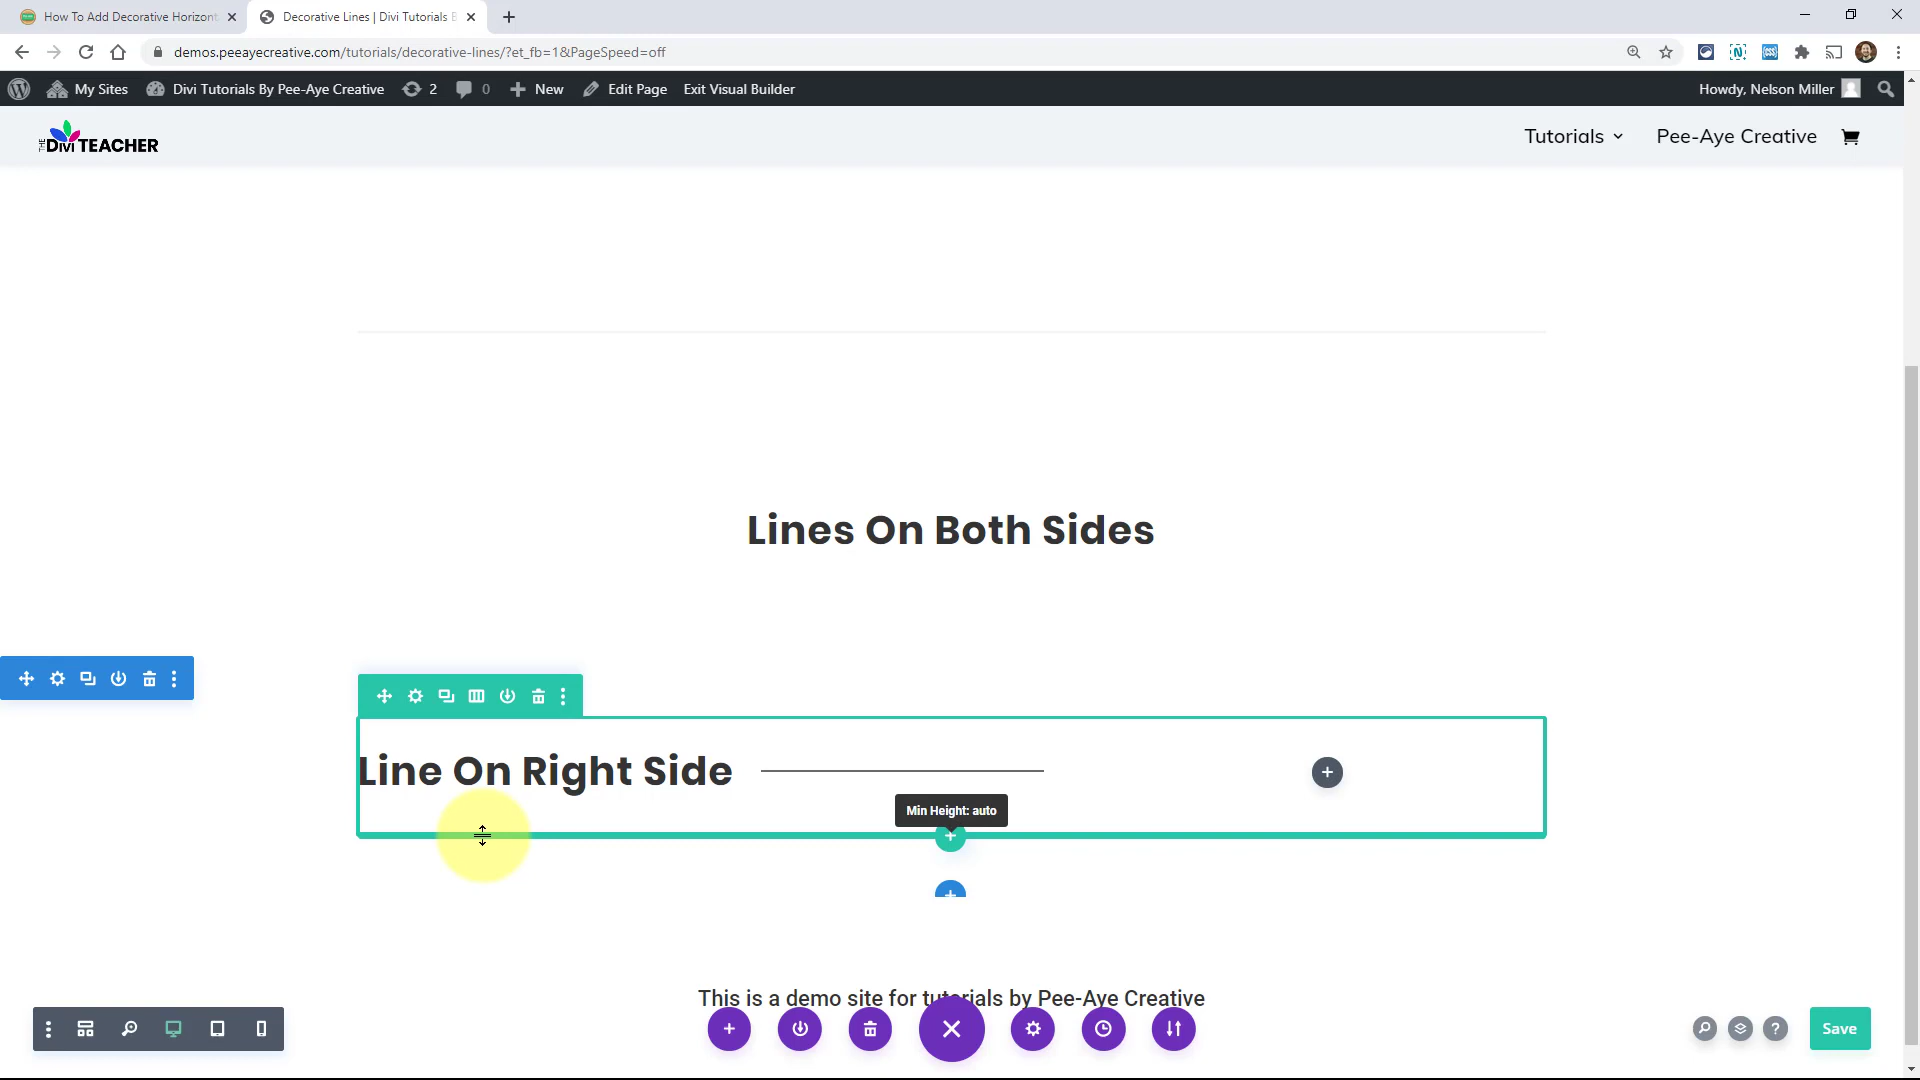 How To Add Decorative Horizont
Decorative Lines | Divi Tutorials B
demos.peeayecreative.com/tutorials/decorative-lines/?et_fb=1&PageSpeed=off
My Sites
Divi Tutorials By Pee-Aye Creative
2
0
New
Edit Page
Exit Visual Builder
Howdy, Nelson Miller
THE DIVI TEACHER
Tutorials
Pee-Aye Creative
Lines On Both Sides
Line On Right Side
Min Height: auto
This is a demo site for tutorials by Pee-Aye Creative
Save